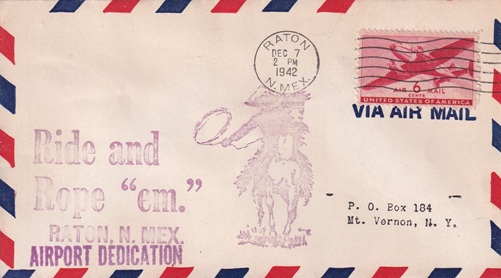 RATON
DEC 7
2 PM
1942
N. MEX.
AIR 6 MAIL
CENTS
UNITED STATES OF AMERICA
VIA AIR MAIL
Ride and
Rope "em."
RATON, N. MEX.
AIRPORT DEDICATION
P. O. Box 184
Mt. Vernon, N. Y.